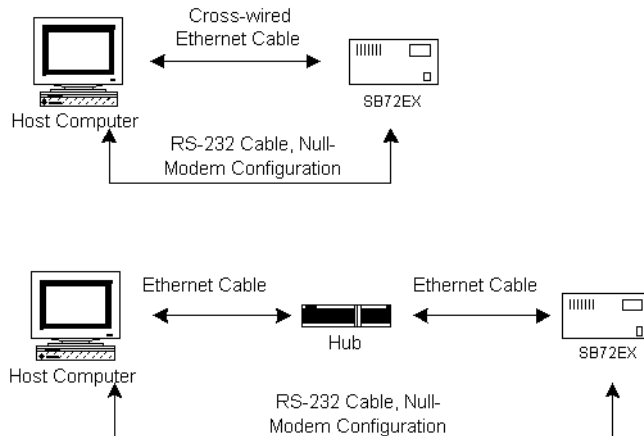 Cross-wired
Ethernet Cable
SB72EX
Host Computer
RS-232 Cable, Null-
Modem Configuration
Ethernet Cable
Ethernet Cable
Hub
SB72EX
Host Computer
RS-232 Cable, Null-
Modem Configuration